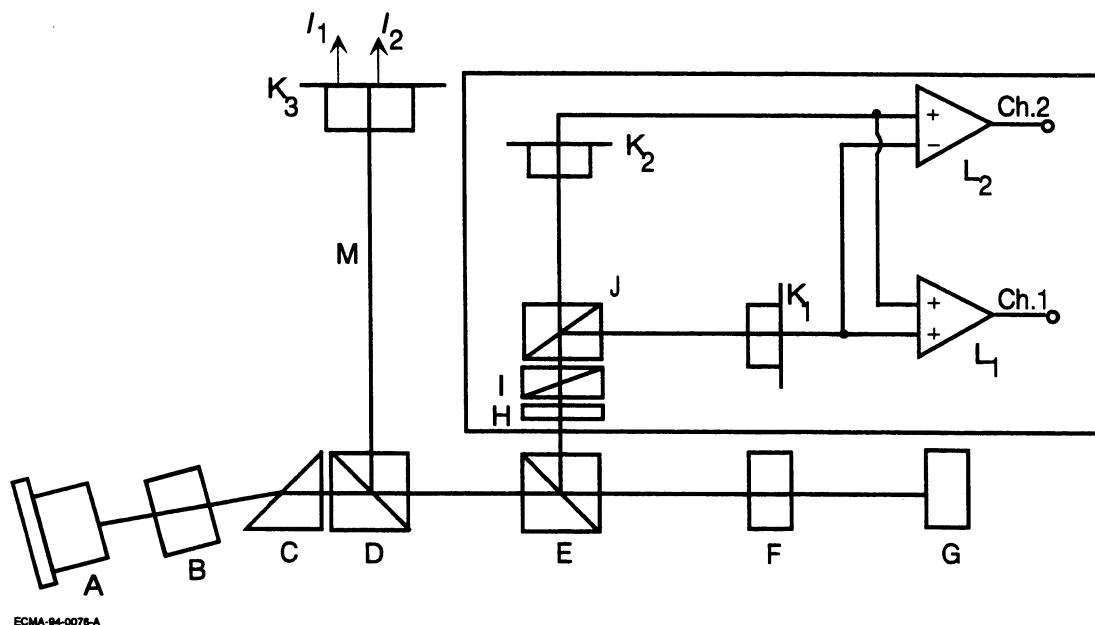 I1 I2
K3
K2
Ch.2
+
−
L2
M
J
K1
+
+
Ch.1
L1
I
H
A
B
C
D
E
F
G
ECMA-94-0076-A